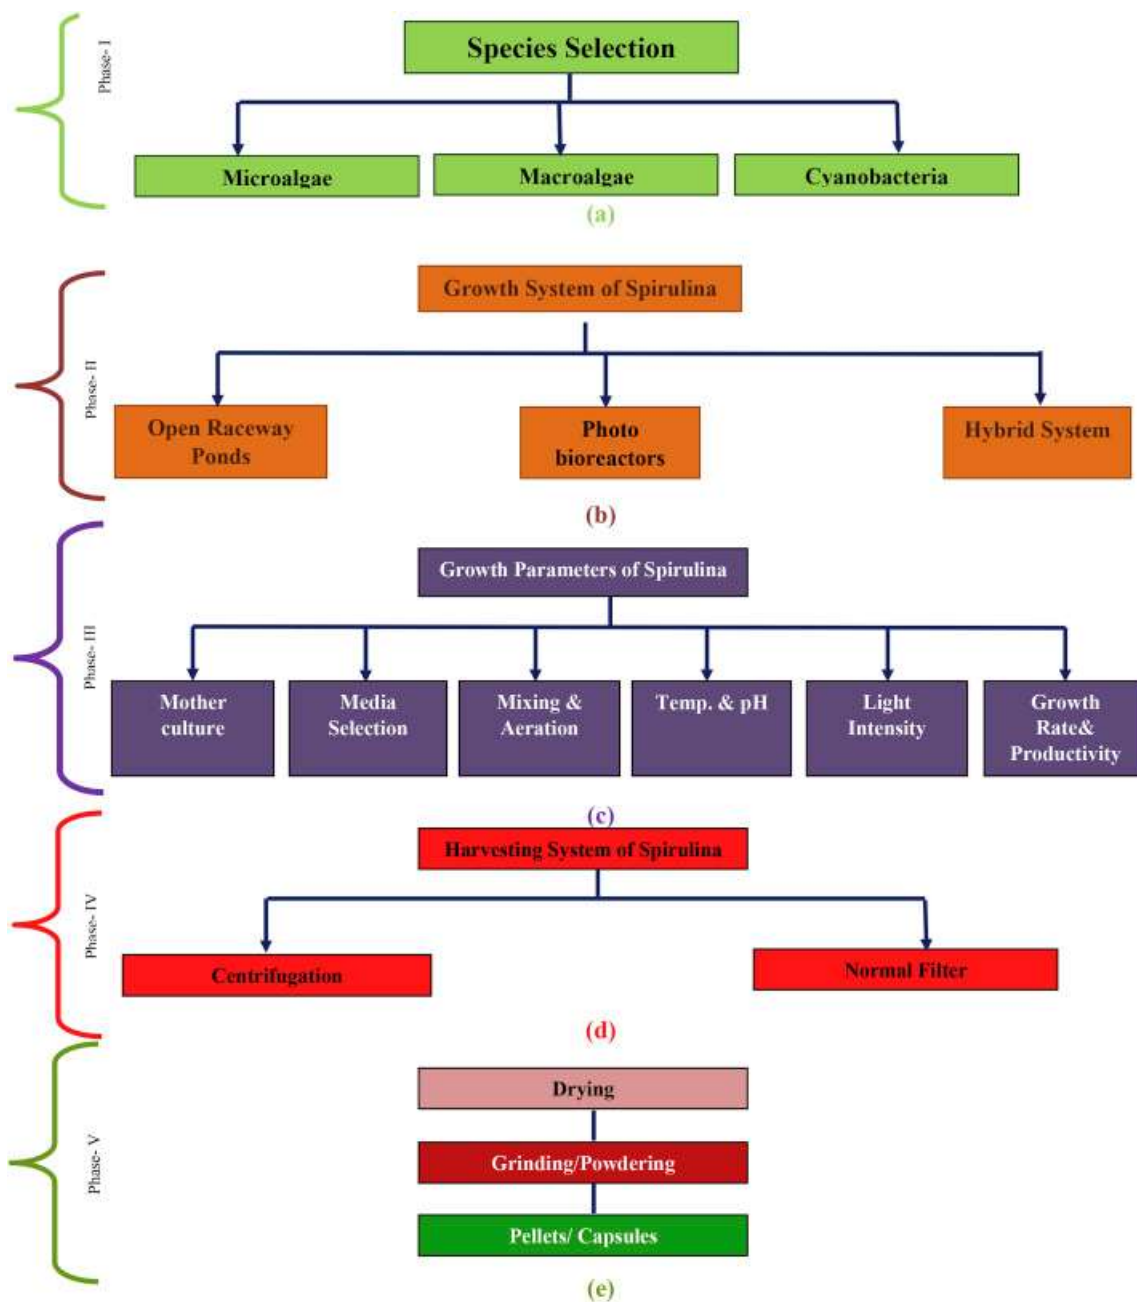 Phase- I
Species Selection
Microalgae
Macroalgae
Cyanobacteria
(a)
Phase- II
Growth System of Spirulina
Open Raceway
Ponds
Photo
bioreactors
Hybrid System
(b)
Phase- III
Growth Parameters of Spirulina
Mother
culture
Media
Selection
Mixing &
Aeration
Temp. & pH
Light
Intensity
Growth
Rate&
Productivity
(c)
Phase- IV
Harvesting System of Spirulina
Centrifugation
Normal Filter
(d)
Phase- V
Drying
Grinding/Powdering
Pellets/ Capsules
(e)